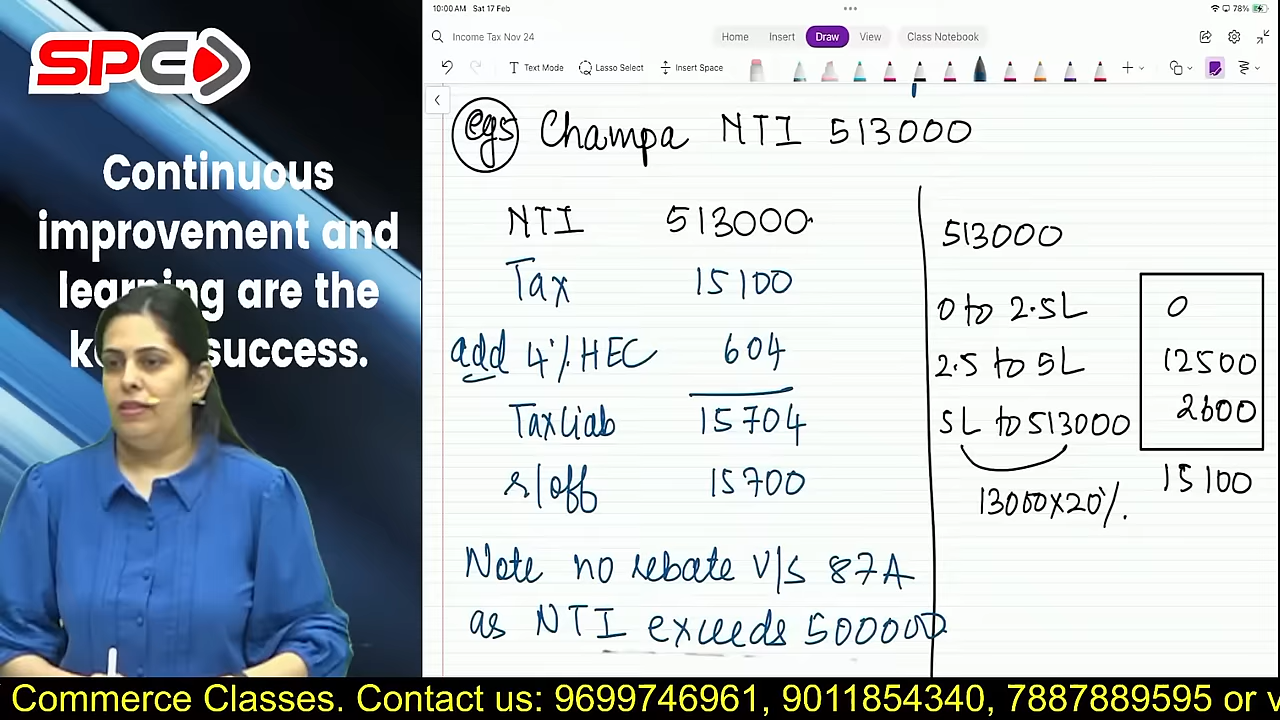 10:00 AM Sat 17 Feb
78%
Income Tax Nov 24
Home Insert Draw View Class Notebook
Text Mode Lasso Select Insert Space
SPE
Continuous
improvement and
learning are the
success.
eg5 Champa NTI 513000
NTI 513000
Tax 15100
add 4% HEC 604
Tax liab 15704
r/off 15700
Note no rebate v/s 87A
as NTI exceeds 500000
513000
0 to 2.5L 0
2.5 to 5L 12500
5L to 513000 2600
15100
13000x20%.
Commerce Classes. Contact us: 9699746961, 9011854340, 7887889595 or v